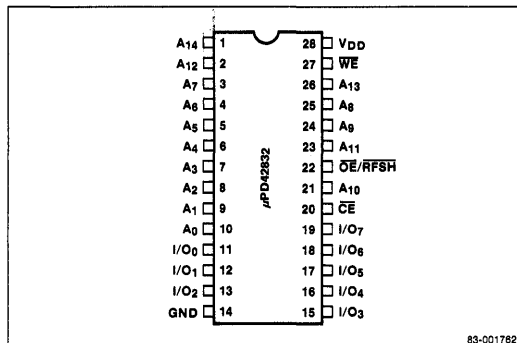 A14 1 28 VDD
A12 2 27 WE
A7 3 26 A13
A6 4 25 A8
A5 5 24 A9
A4 6 23 A11
A3 7 22 OE/RFSH
A2 8 21 A10
A1 9 20 CE
A0 10 19 I/O7
I/O0 11 18 I/O6
I/O1 12 17 I/O5
I/O2 13 16 I/O4
GND 14 15 I/O3
μPD42832
83-001762